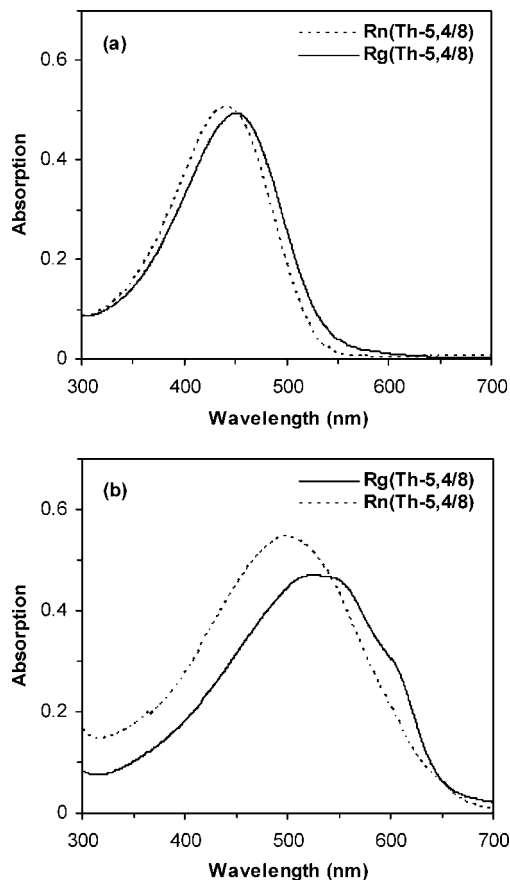 (a)
Rn(Th-5,4/8)
Rg(Th-5,4/8)
0.6
0.4
0.2
0
Absorption
300 400 500 600 700
Wavelength (nm)
(b)
Rg(Th-5,4/8)
Rn(Th-5,4/8)
0.6
0.4
0.2
0
Absorption
300 400 500 600 700
Wavelength (nm)